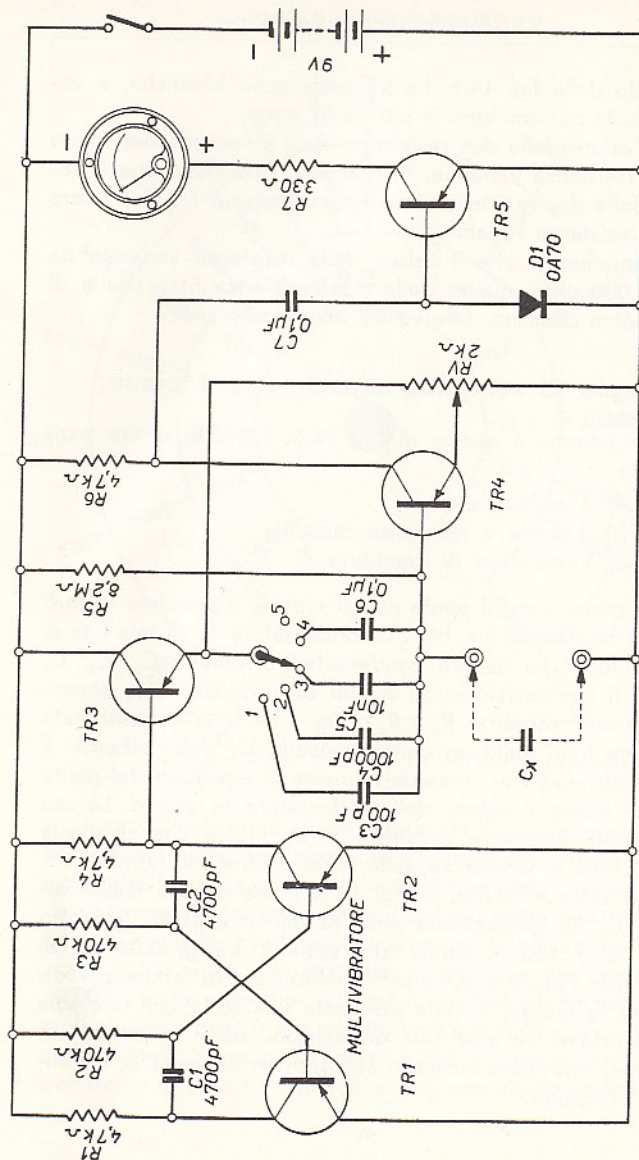 R1
4,7kΩ
R2
470kΩ
R3
470kΩ
R4
4,7kΩ
C1
4700pF
C2
4700pF
TR1
MULTIVIBRATORE
TR2
TR3
R5
8,2MΩ
R6
4,7kΩ
1
2
3
4
5
C3
100pF
C4
1000pF
C5
10nF
C6
0,1µF
Cx
TR4
RV
2kΩ
C7
0,1µF
D1
OA70
TR5
R7
330Ω
-
+
-
9V
+